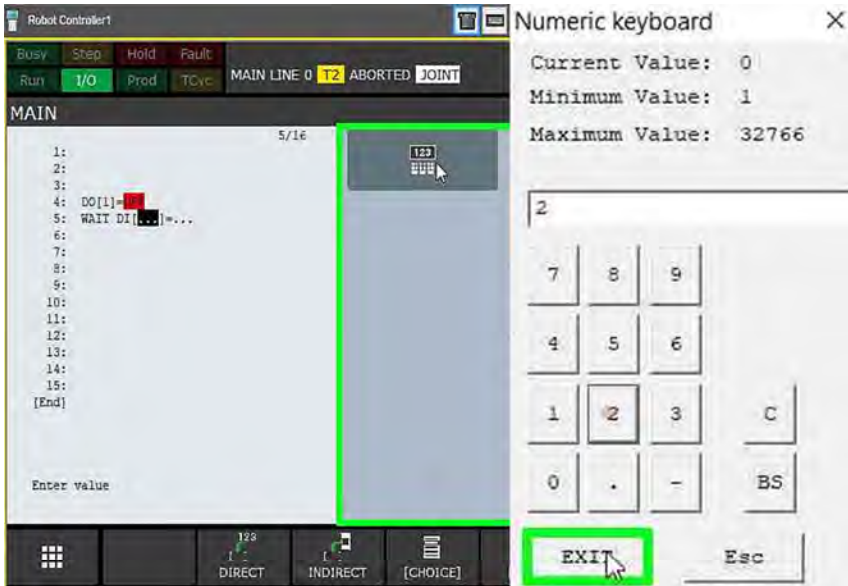 Robot Controller1
Busy Step Hold Fault
Run I/O Prod TCyc
MAIN LINE 0 T2 ABORTED JOINT
MAIN
5/16
1:
2:
3:
4: DO[1]=OFF
5: WAIT DI[...]=...
6:
7:
8:
9:
10:
11:
12:
13:
14:
15:
[End]
Enter value
123
123
DIRECT
INDIRECT
[CHOICE]
Numeric keyboard
Current Value: 0
Minimum Value: 1
Maximum Value: 32766
2
7 8 9
4 5 6
1 2 3 C
0 . - BS
EXIT Esc